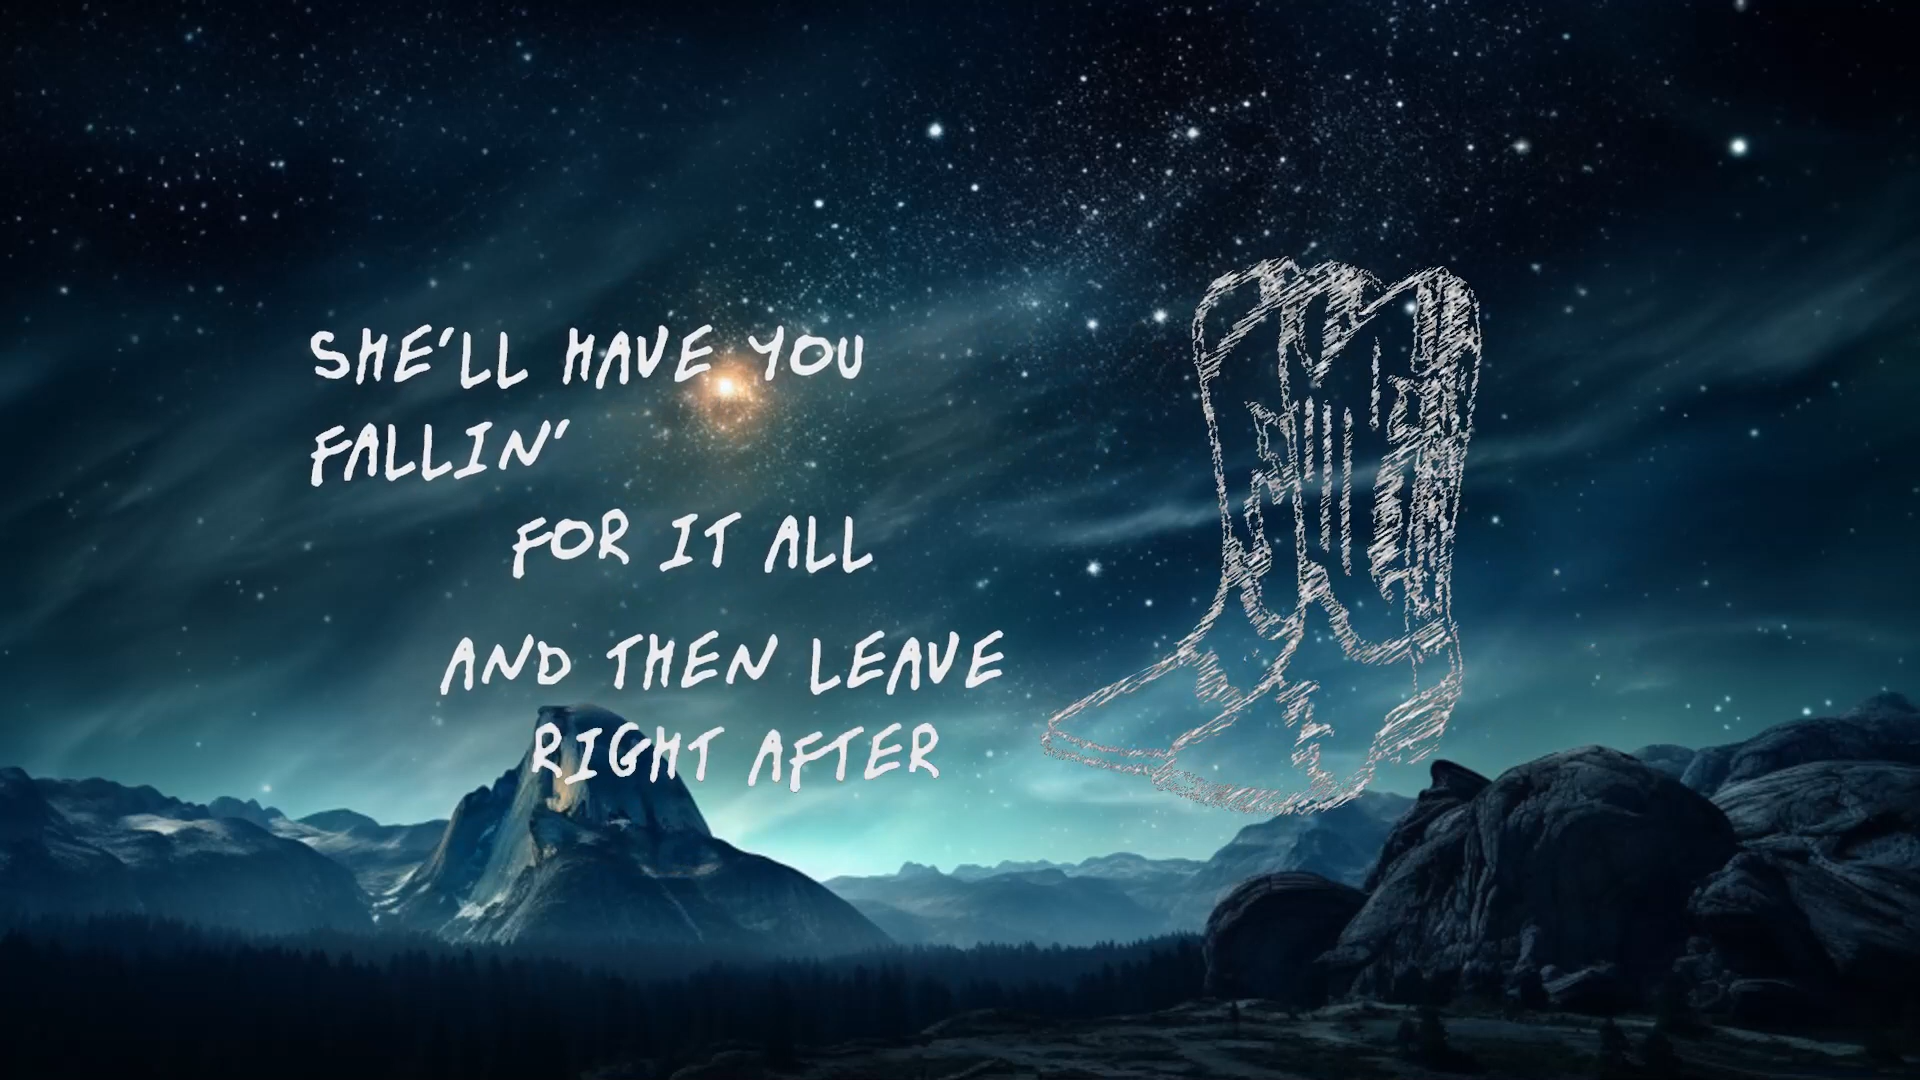 SHE'LL HAVE YOU
FALLIN'
FOR IT ALL
AND THEN LEAVE
RIGHT AFTER